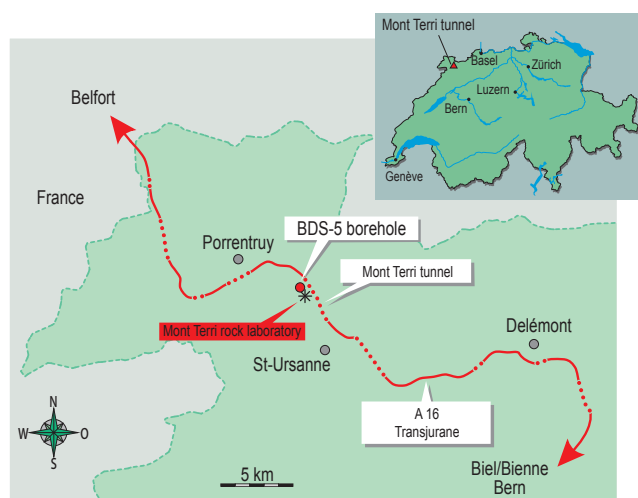 Mont Terri tunnel
Basel
Zürich
Luzern
Bern
Genève
Belfort
France
Porrentruy
BDS-5 borehole
Mont Terri tunnel
Mont Terri rock laboratory
St-Ursanne
Delémont
A 16
Transjurane
N
W
O
S
5 km
Biel/Bienne
Bern